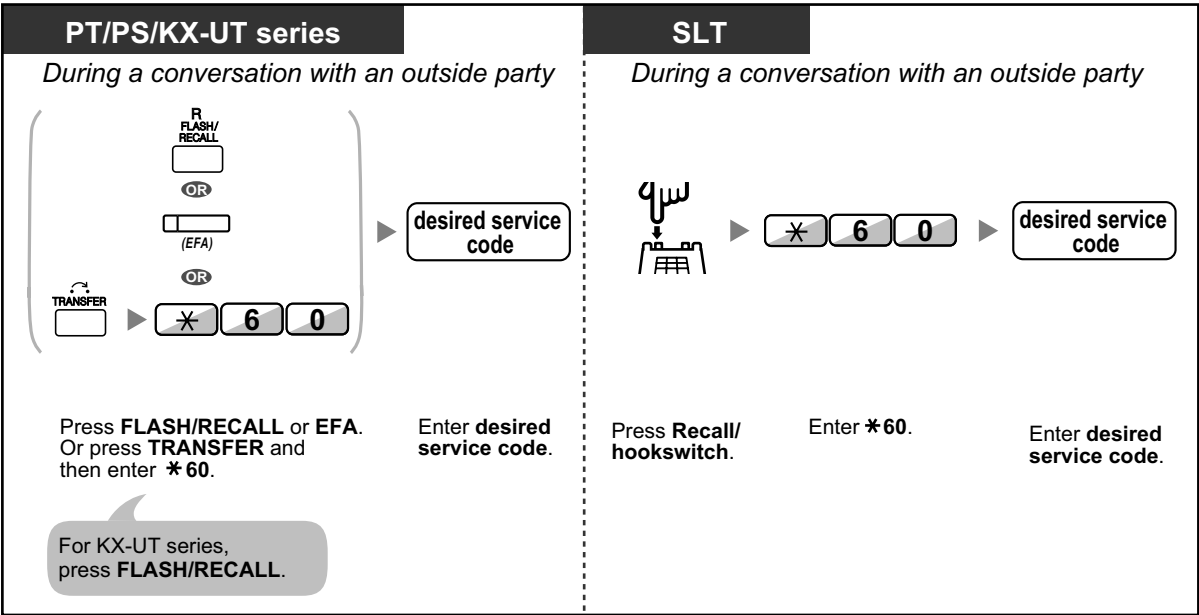 PT/PS/KX-UT series
During a conversation with an outside party
R
FLASH/
RECALL
OR
(EFA)
OR
TRANSFER
* 6 0
desired service
code
Press FLASH/RECALL or EFA.
Or press TRANSFER and
then enter *60.
Enter desired
service code.
For KX-UT series,
press FLASH/RECALL.
SLT
During a conversation with an outside party
* 6 0
desired service
code
Press Recall/
hookswitch.
Enter *60.
Enter desired
service code.